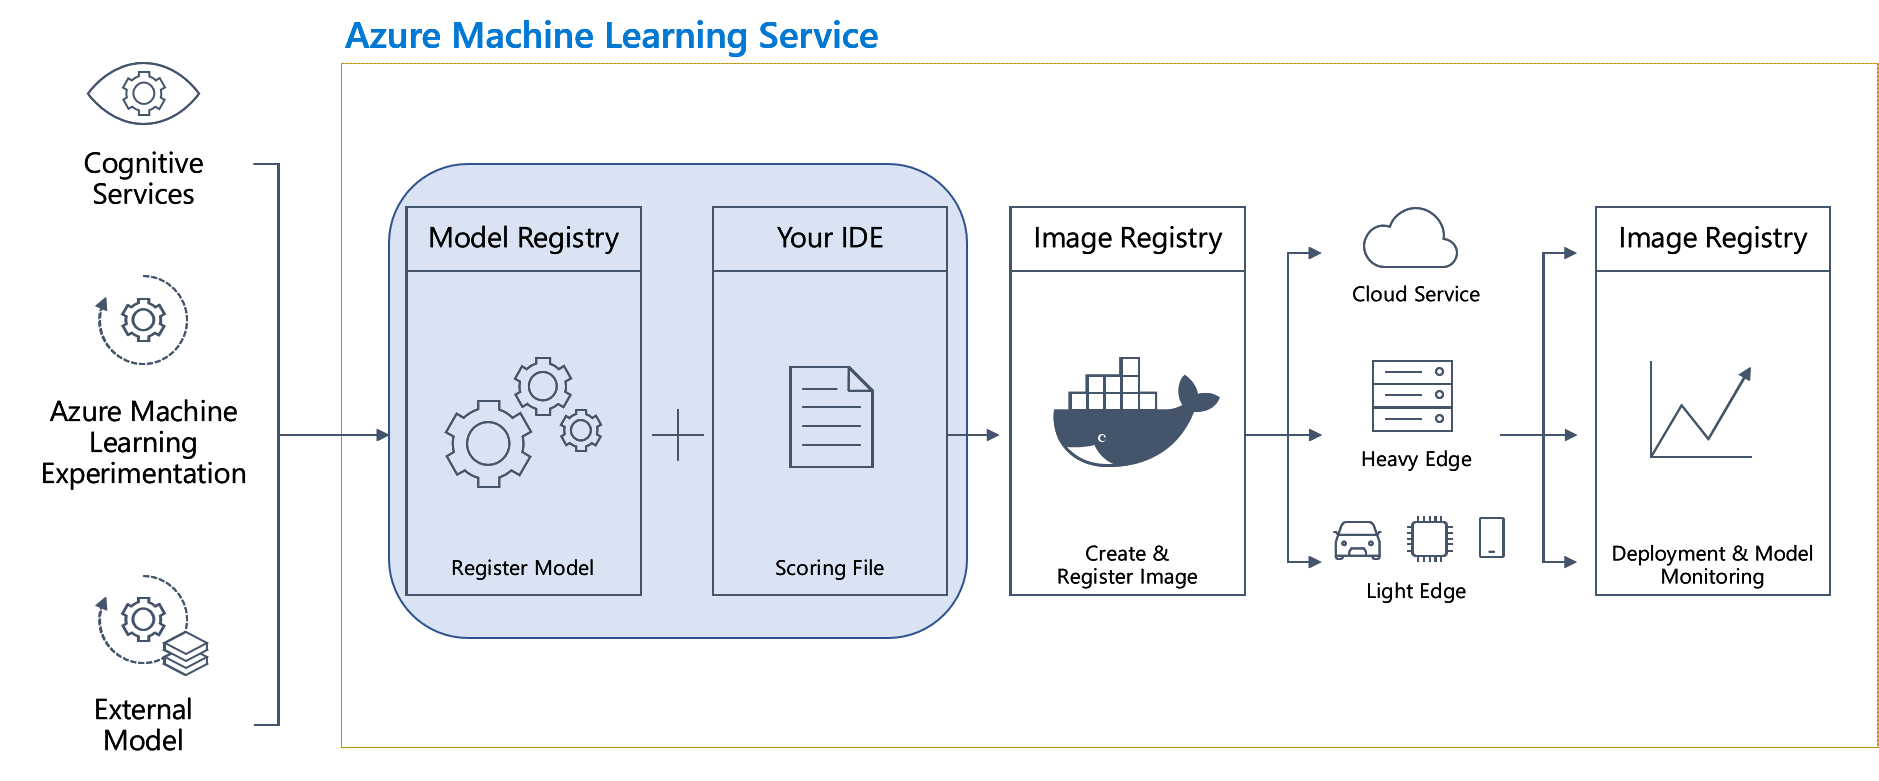 Azure Machine Learning Service
Cognitive
Services
Azure Machine
Learning
Experimentation
External
Model
Model Registry
Register Model
Your IDE
Scoring File
Image Registry
Create &
Register Image
Cloud Service
Heavy Edge
Light Edge
Image Registry
Deployment & Model
Monitoring